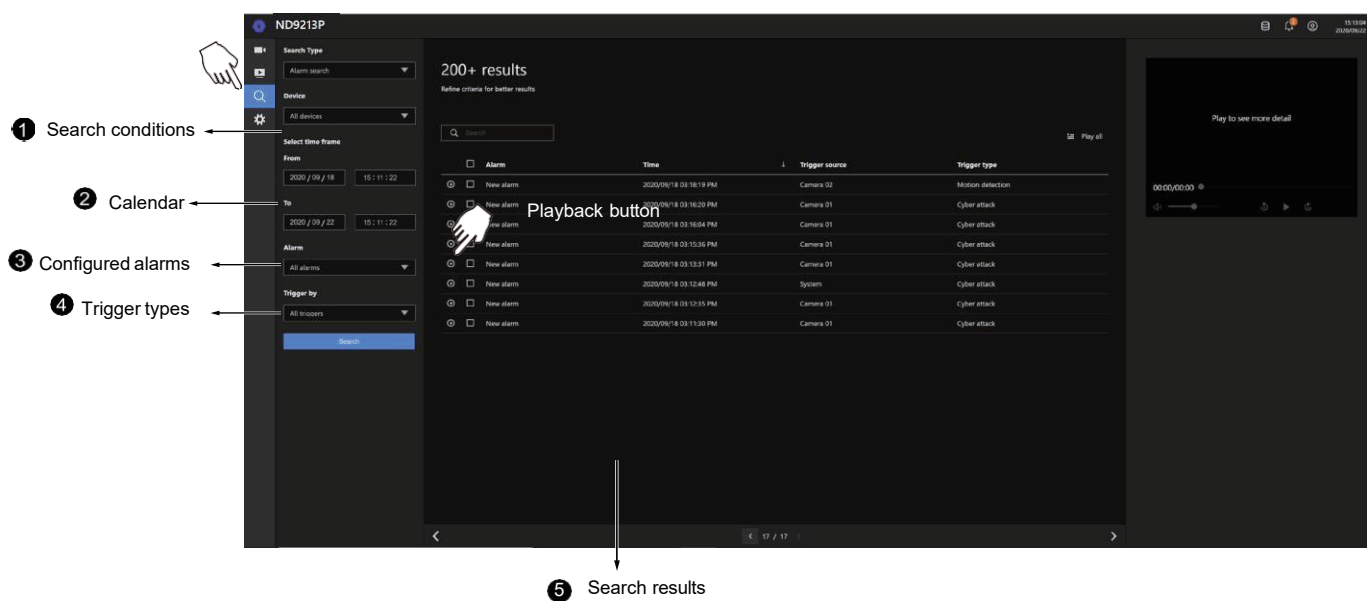 ND9213P
2
15:13:04
2020/09/22
Search Type
Alarm search
Device
All devices
Select time frame
From
2020 / 09 / 18 15 : 11 : 22
To
2020 / 09 / 22 15 : 11 : 22
Alarm
All alarms
Trigger by
All triggers
Search
1 Search conditions
2 Calendar
3 Configured alarms
4 Trigger types
200+ results
Refine criteria for better results
Search
Play all
Alarm Time ↓ Trigger source Trigger type
New alarm 2020/09/18 03:18:19 PM Camera 02 Motion detection
New alarm 2020/09/18 03:16:20 PM Camera 01 Cyber attack
New alarm 2020/09/18 03:16:04 PM Camera 01 Cyber attack
New alarm 2020/09/18 03:15:36 PM Camera 01 Cyber attack
New alarm 2020/09/18 03:13:31 PM Camera 01 Cyber attack
New alarm 2020/09/18 03:12:48 PM System Cyber attack
New alarm 2020/09/18 03:12:35 PM Camera 01 Cyber attack
New alarm 2020/09/18 03:11:30 PM Camera 01 Cyber attack
Playback button
17 / 17
Play to see more detail
00:00/00:00
5 Search results